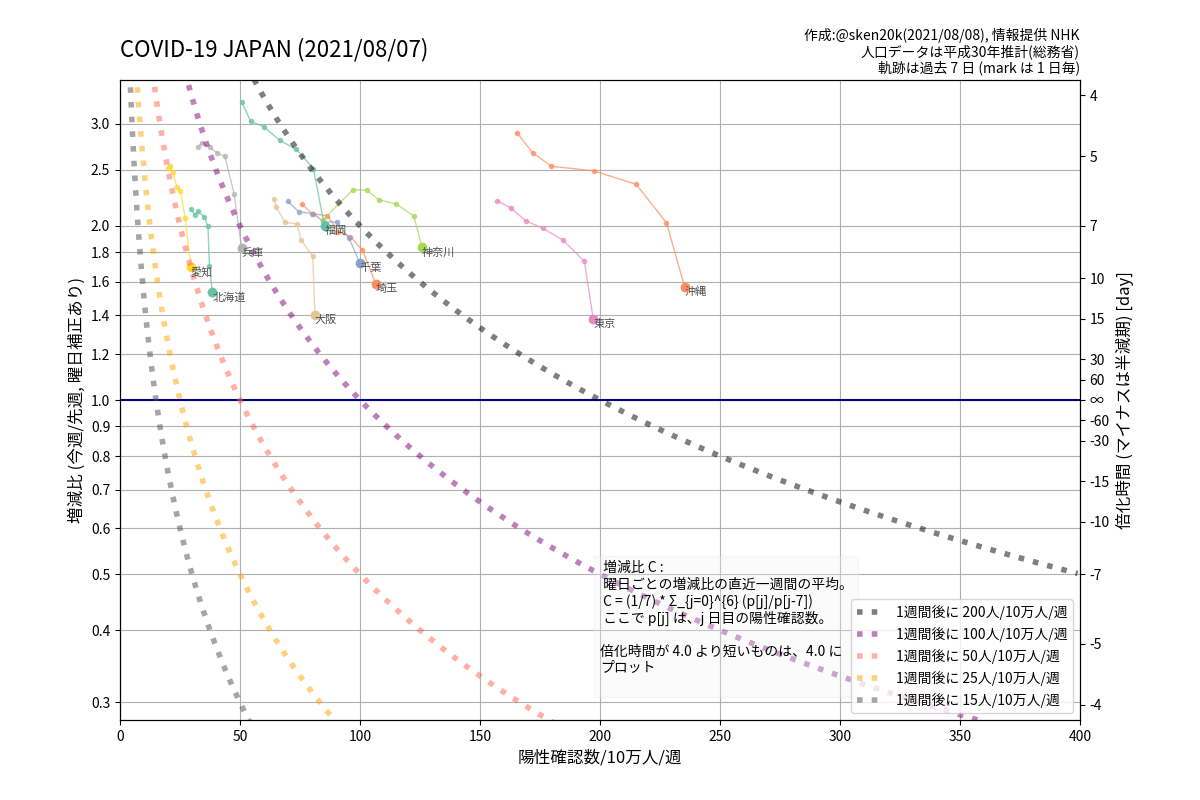 COVID-19 JAPAN (2021/08/07)
作成:@sken20k(2021/08/08), 情報提供 NHK
人口データは平成30年推計(総務省)
軌跡は過去 7 日 (mark は 1 日毎)
増減比 (今週/先週, 曜日補正あり)
3.0
2.5
2.0
1.8
1.6
1.4
1.2
1.0
0.9
0.8
0.7
0.6
0.5
0.4
0.3
4
5
7
10
15
30
60
∞
-60
-30
-15
-10
-7
-5
-4
倍化時間 (マイナスは半減期) [day]
福岡
兵庫
神奈川
愛知
千葉
北海道
埼玉
沖縄
大阪
東京
増減比 C :
曜日ごとの増減比の直近一週間の平均。
C = (1/7) * Σ_{j=0}^{6} (p[j]/p[j-7])
ここで p[j] は、j 日目の陽性確認数。
倍化時間が 4.0 より短いものは、4.0 に
プロット
1週間後に 200人/10万人/週
1週間後に 100人/10万人/週
1週間後に 50人/10万人/週
1週間後に 25人/10万人/週
1週間後に 15人/10万人/週
0 50 100 150 200 250 300 350 400
陽性確認数/10万人/週